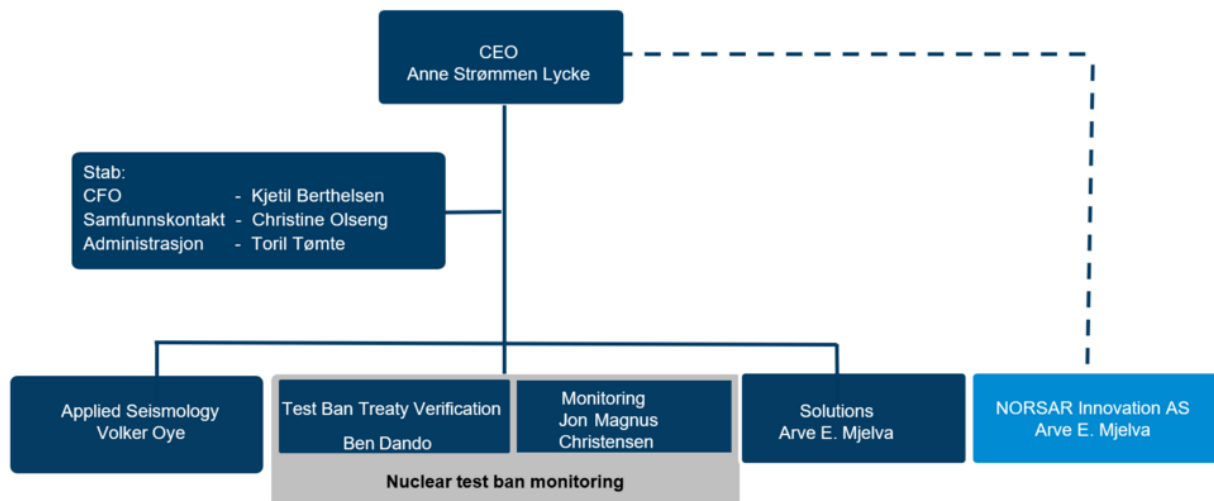 CEO
Anne Strømmen Lycke
Stab:
CFO - Kjetil Berthelsen
Samfunnskontakt - Christine Olseng
Administrasjon - Toril Tømte
Applied Seismology
Volker Oye
Test Ban Treaty Verification
Ben Dando
Monitoring
Jon Magnus
Christensen
Nuclear test ban monitoring
Solutions
Arve E. Mjelva
NORSAR Innovation AS
Arve E. Mjelva